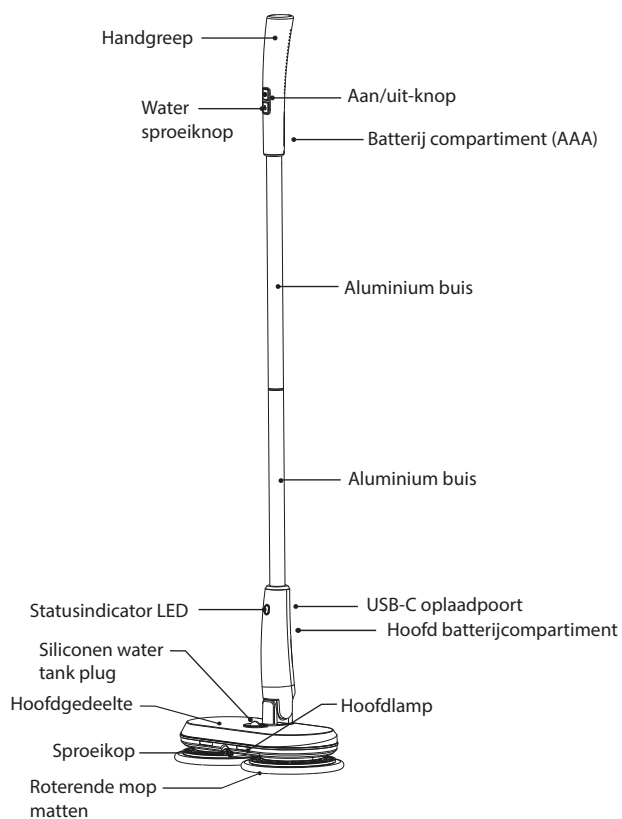 Handgreep
Aan/uit-knop
Water
sproeiknop
Batterij compartiment (AAA)
Aluminium buis
Aluminium buis
Statusindicator LED
USB-C oplaadpoort
Hoofd batterijcompartiment
Siliconen water
tank plug
Hoofdgedeelte
Hoofdlamp
Sproeikop
Roterende mop
matten